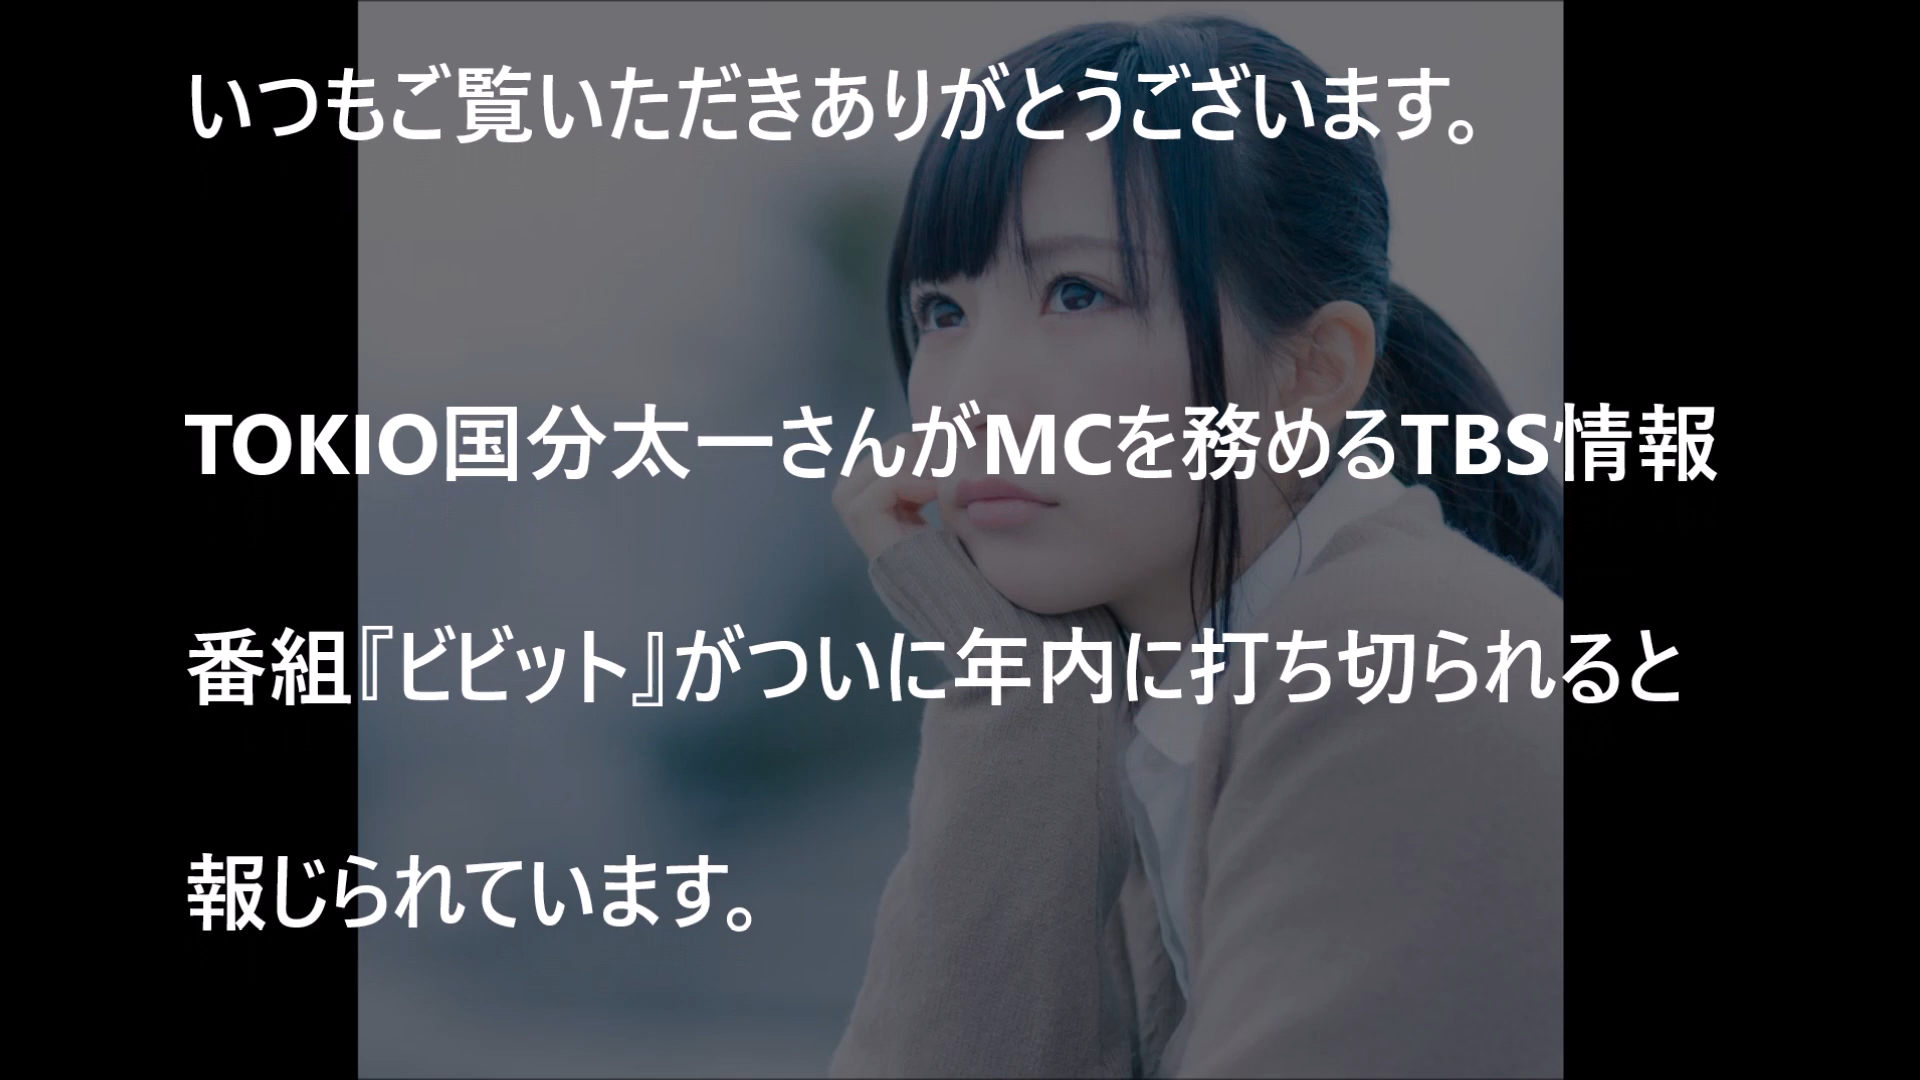 いつもご覧いただきありがとうございます。
TOKIO国分太一さんがMCを務めるTBS情報
番組『ビビット』がついに年内に打ち切られると
報じられています。